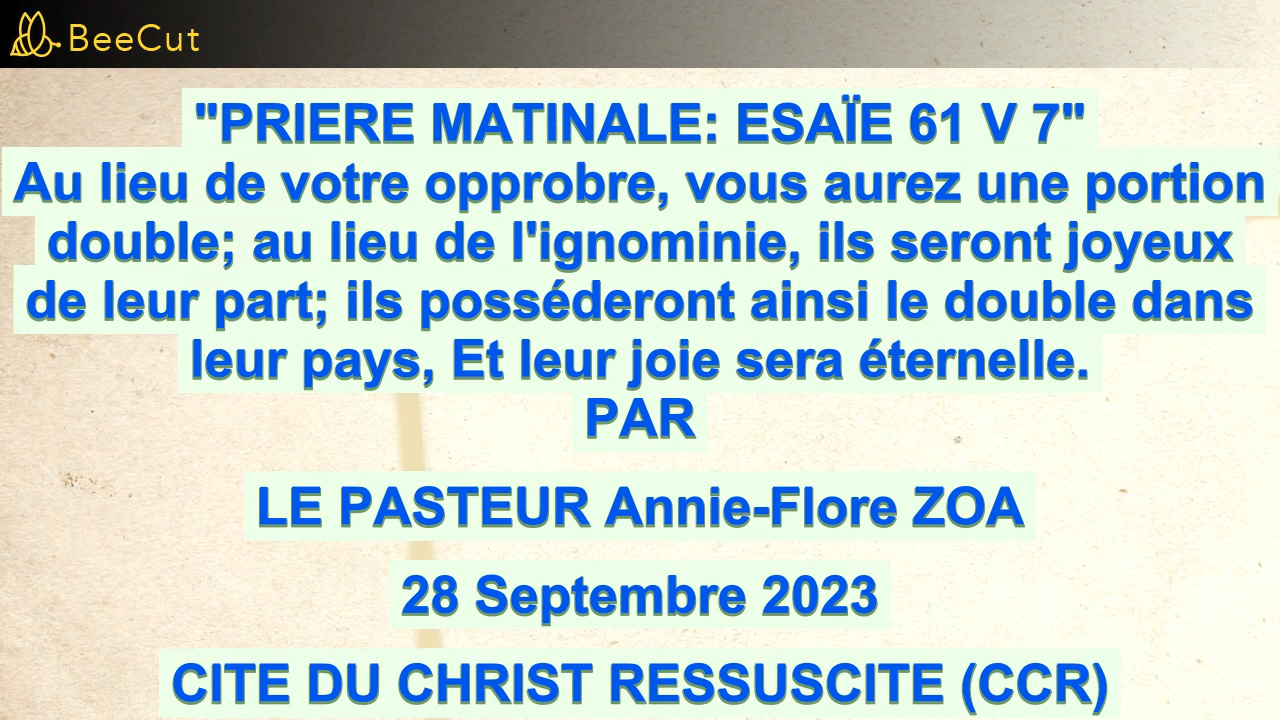 BeeCut
"PRIERE MATINALE: ESAÏE 61 V 7"
Au lieu de votre opprobre, vous aurez une portion
double; au lieu de l'ignominie, ils seront joyeux
de leur part; ils posséderont ainsi le double dans
leur pays, Et leur joie sera éternelle.
PAR
LE PASTEUR Annie-Flore ZOA
28 Septembre 2023
CITE DU CHRIST RESSUSCITE (CCR)